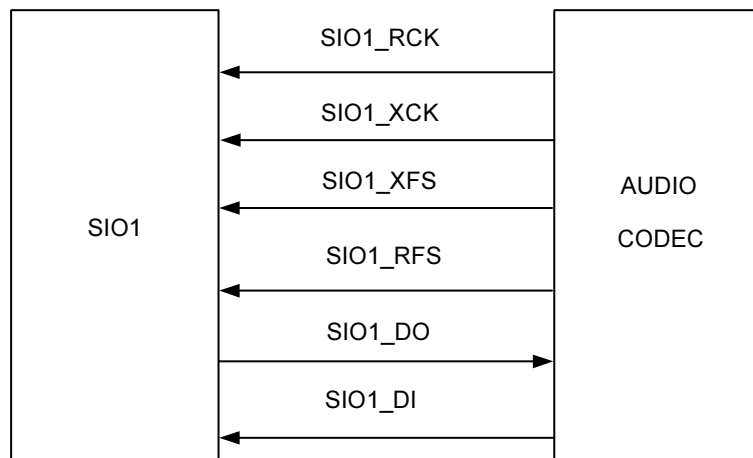 SIO1_RCK
SIO1_XCK
SIO1_XFS
AUDIO
SIO1
CODEC
SIO1_RFS
SIO1_DO
SIO1_DI